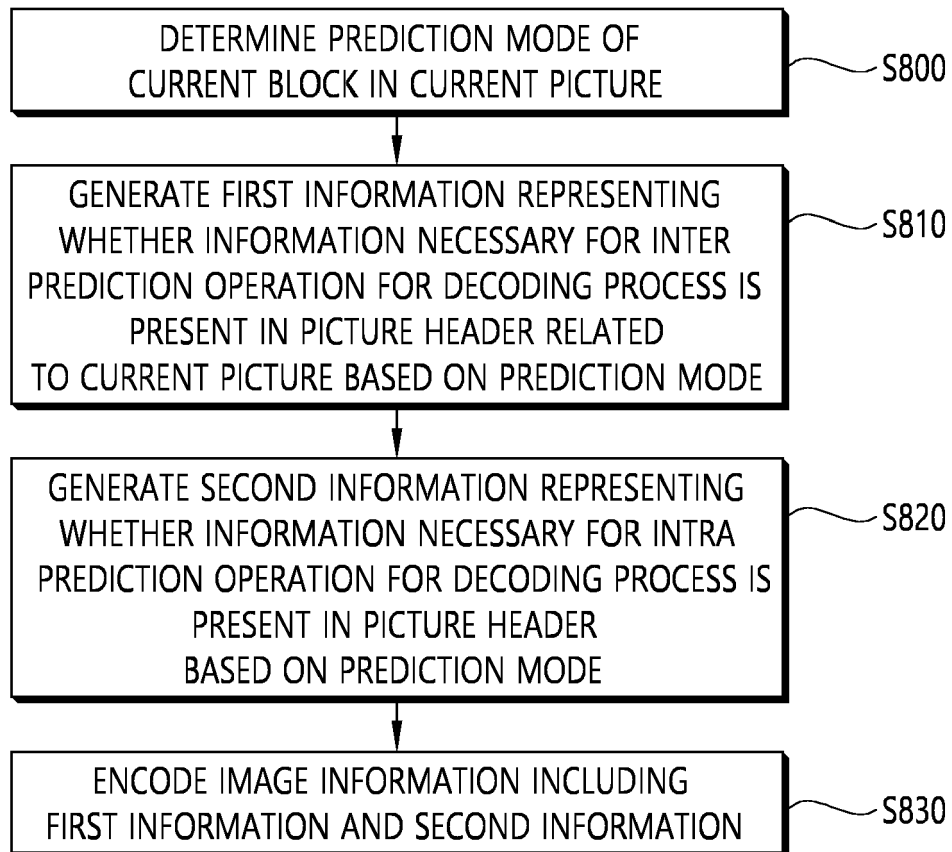 DETERMINE PREDICTION MODE OF
CURRENT BLOCK IN CURRENT PICTURE
S800
GENERATE FIRST INFORMATION REPRESENTING
WHETHER INFORMATION NECESSARY FOR INTER
PREDICTION OPERATION FOR DECODING PROCESS IS
PRESENT IN PICTURE HEADER RELATED
TO CURRENT PICTURE BASED ON PREDICTION MODE
S810
GENERATE SECOND INFORMATION REPRESENTING
WHETHER INFORMATION NECESSARY FOR INTRA
PREDICTION OPERATION FOR DECODING PROCESS IS
PRESENT IN PICTURE HEADER
BASED ON PREDICTION MODE
S820
ENCODE IMAGE INFORMATION INCLUDING
FIRST INFORMATION AND SECOND INFORMATION
S830